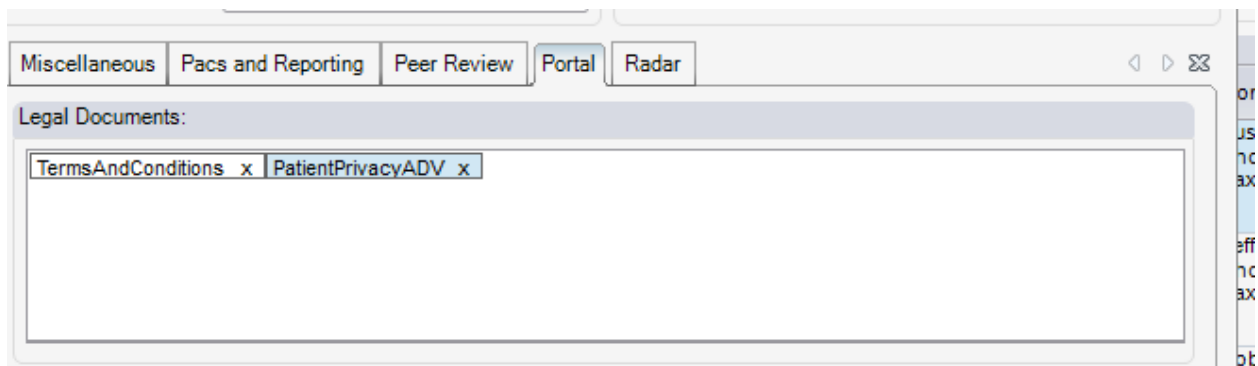 Miscellaneous Pacs and Reporting Peer Review Portal Radar
Legal Documents:
TermsAndConditions x PatientPrivacyADV x